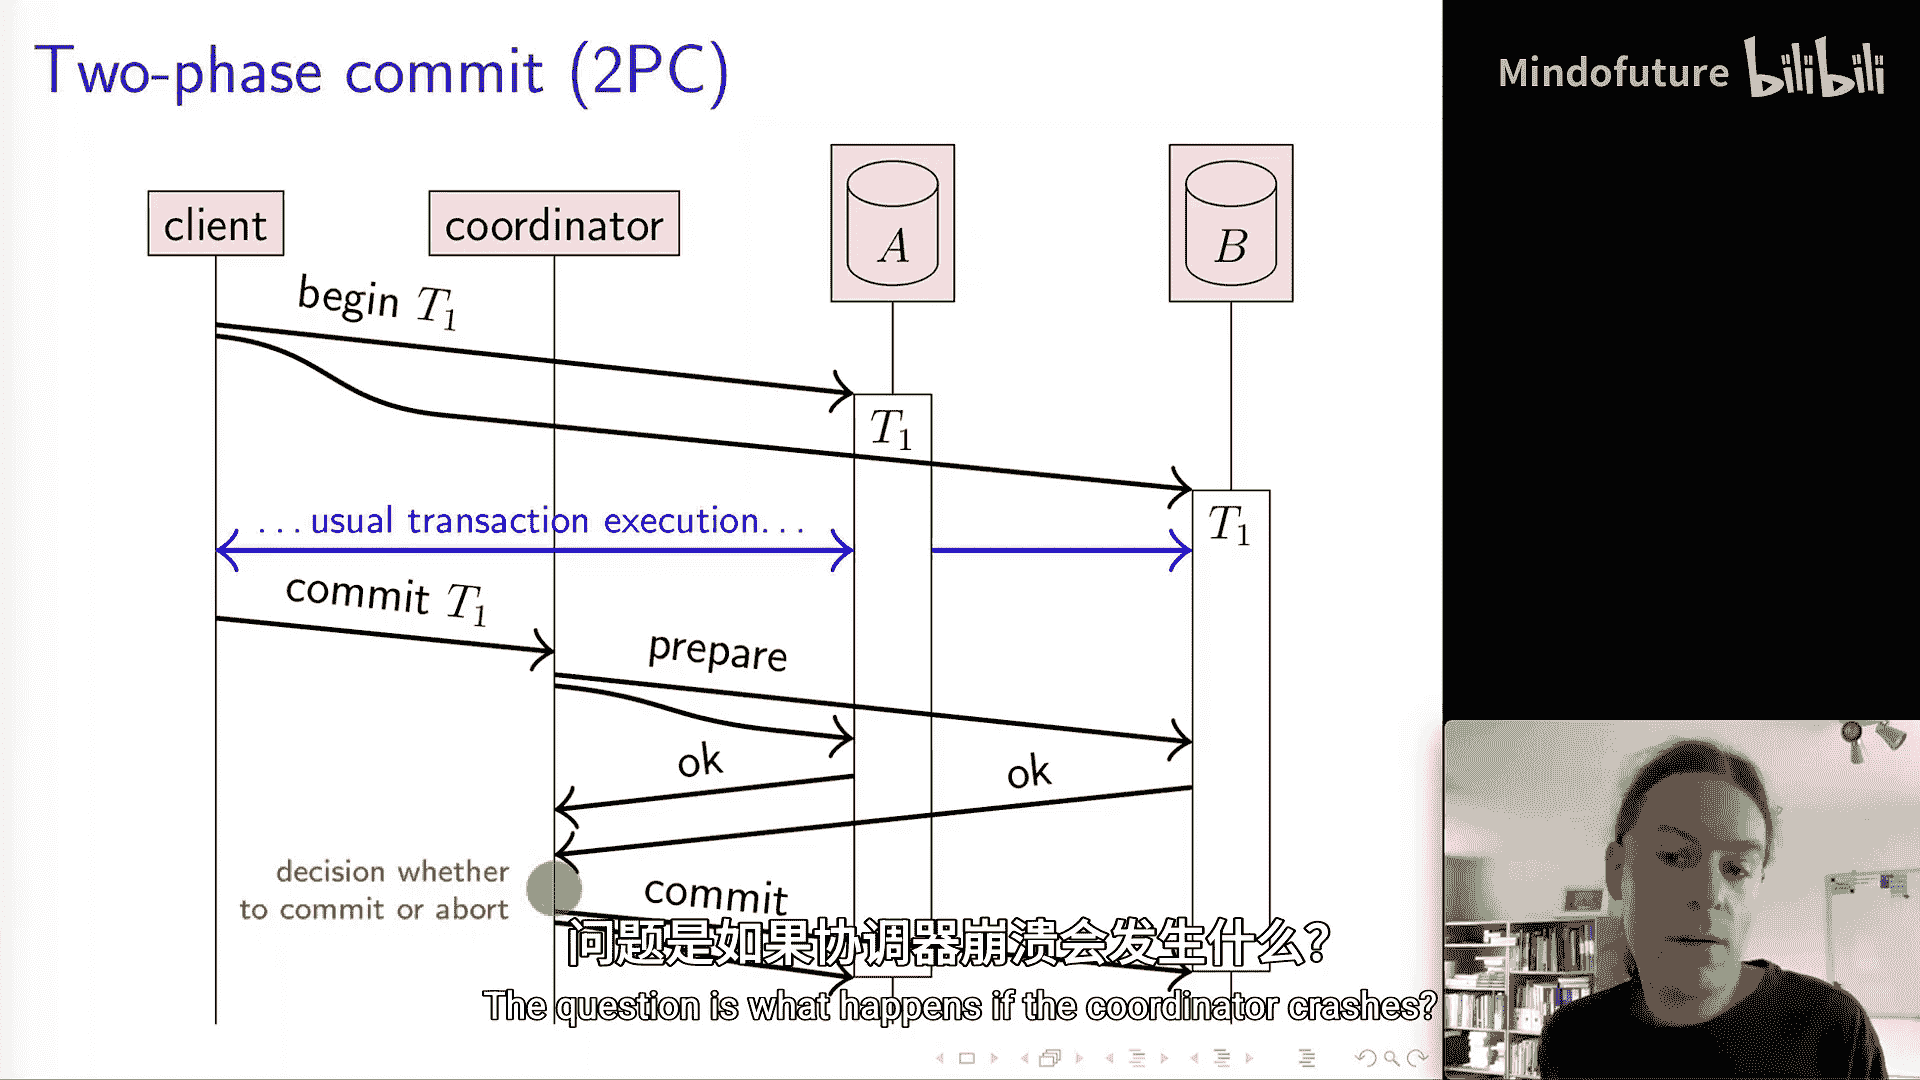 Two-phase commit (2PC)
Mindofuture bilibili
client
coordinator
A
B
begin T₁
T₁
T₁
...usual transaction execution...
commit T₁
prepare
ok
ok
decision whether
to commit or abort
commit
问题是如果协调器崩溃会发生什么?
The question is what happens if the coordinator crashes?